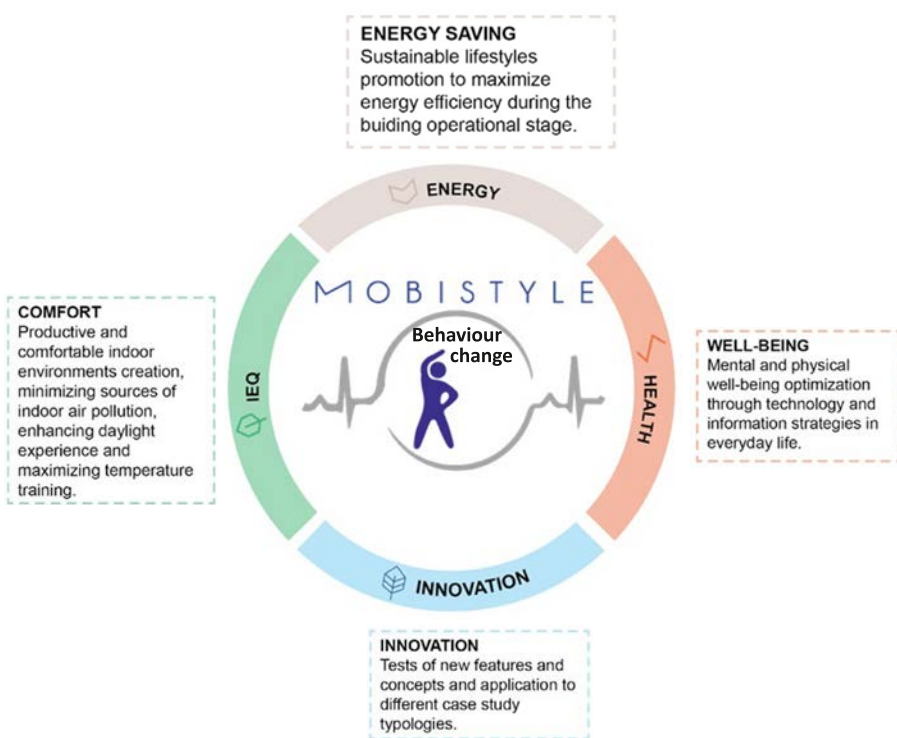 ENERGY SAVING
Sustainable lifestyles
promotion to maximize
energy efficiency during the
buiding operational stage.
ENERGY
MOBISTYLE
Behaviour
change
COMFORT
Productive and
comfortable indoor
environments creation,
minimizing sources of
indoor air pollution,
enhancing daylight
experience and
maximizing temperature
training.
IEQ
HEALTH
WELL-BEING
Mental and physical
well-being optimization
through technology and
information strategies in
everyday life.
INNOVATION
INNOVATION
Tests of new features and
concepts and application to
different case study
typologies.